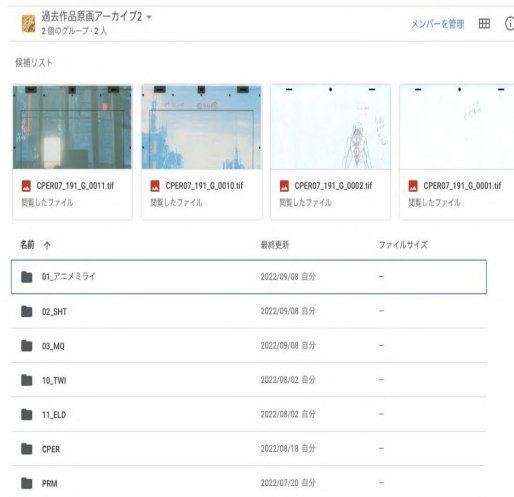 過去作品原画アーカイブ2
2 個のグループ・2 人
メンバーを管理
候補リスト
CPER07_191_G_0011.tif
閲覧したファイル
CPER07_191_G_0010.tif
閲覧したファイル
CPER07_191_G_0002.tif
閲覧したファイル
CPER07_191_G_0001.tif
閲覧したファイル
名前 ↑ 最終更新 ファイルサイズ
01_アニメミライ 2022/09/08 自分 –
02_SHT 2022/09/08 自分 –
03_MQ 2022/09/08 自分 –
10_TWI 2022/08/02 自分 –
11_ELD 2022/08/02 自分 –
CPER 2022/08/18 自分 –
PRM 2022/07/20 自分 –